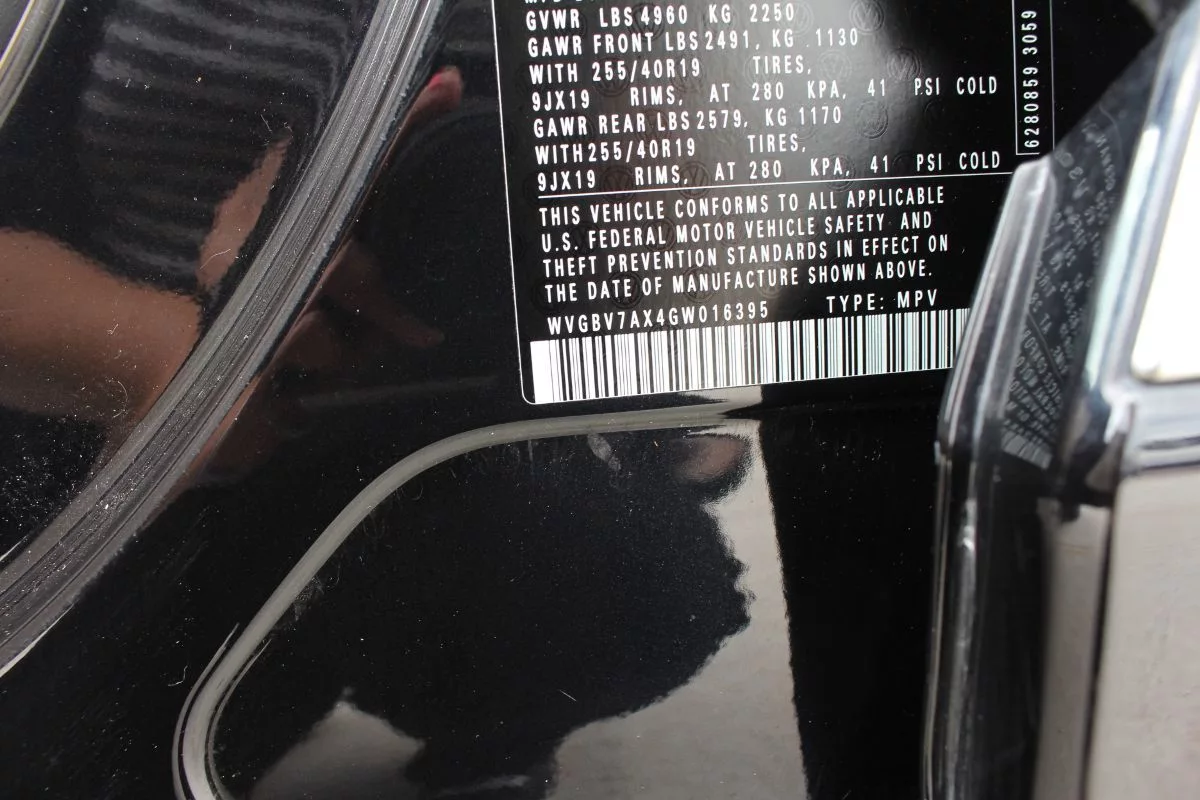 GVWR LBS 4960 KG 2250
GAWR FRONT LBS 2491, KG 1130
WITH 255/40R19 TIRES,
9JX19 RIMS, AT 280 KPA, 41 PSI COLD
GAWR REAR LBS 2579, KG 1170
WITH 255/40R19 TIRES,
9JX19 RIMS, AT 280 KPA, 41 PSI COLD
THIS VEHICLE CONFORMS TO ALL APPLICABLE
U.S. FEDERAL MOTOR VEHICLE SAFETY AND
THEFT PREVENTION STANDARDS IN EFFECT ON
THE DATE OF MANUFACTURE SHOWN ABOVE.
WVGBV7AX4GW016395 TYPE: MPV
6280859.3059